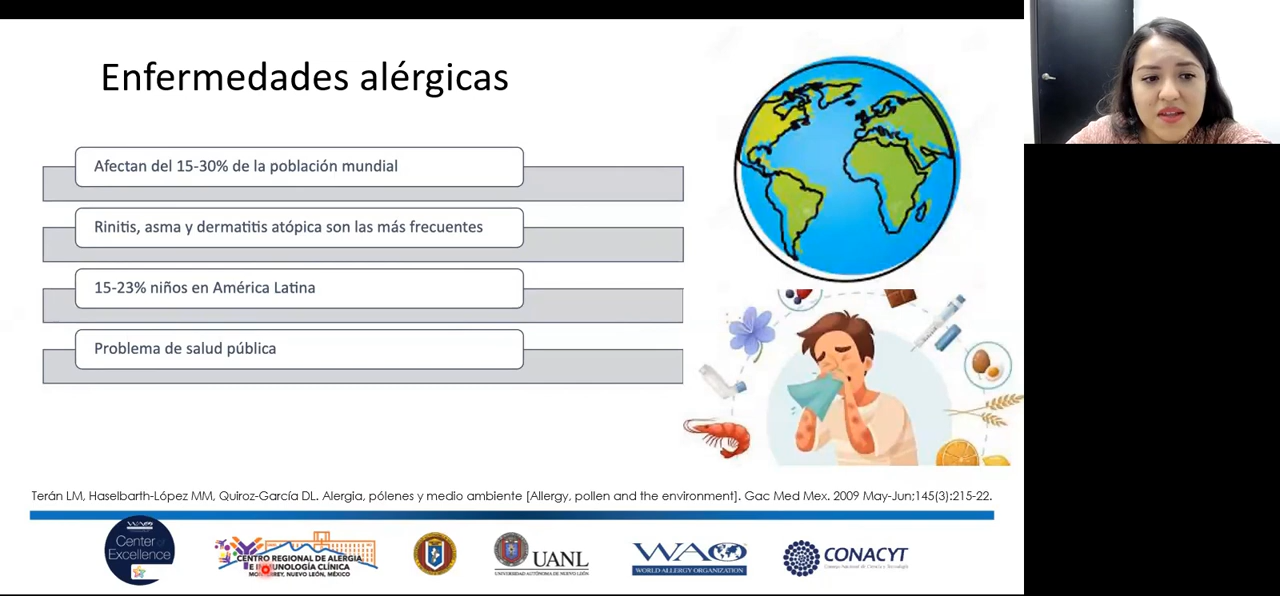 Enfermedades alérgicas
Afectan del 15-30% de la población mundial
Rinitis, asma y dermatitis atópica son las más frecuentes
15-23% niños en América Latina
Problema de salud pública
Terán LM, Haselbarth-López MM, Quiroz-García DL. Alergia, pólenes y medio ambiente [Allergy, pollen and the environment]. Gac Med Mex. 2009 May-Jun;145(3):215-22.
Center of
Excellence
CENTRO REGIONAL DE ALERGIA
E INMUNOLOGÍA CLÍNICA
MONTERREY, NUEVO LEÓN, MÉXICO
UANL
UNIVERSIDAD AUTÓNOMA DE NUEVO LEÓN
WAO
WORLD ALLERGY ORGANIZATION
CONACYT
Consejo Nacional de Ciencia y Tecnología